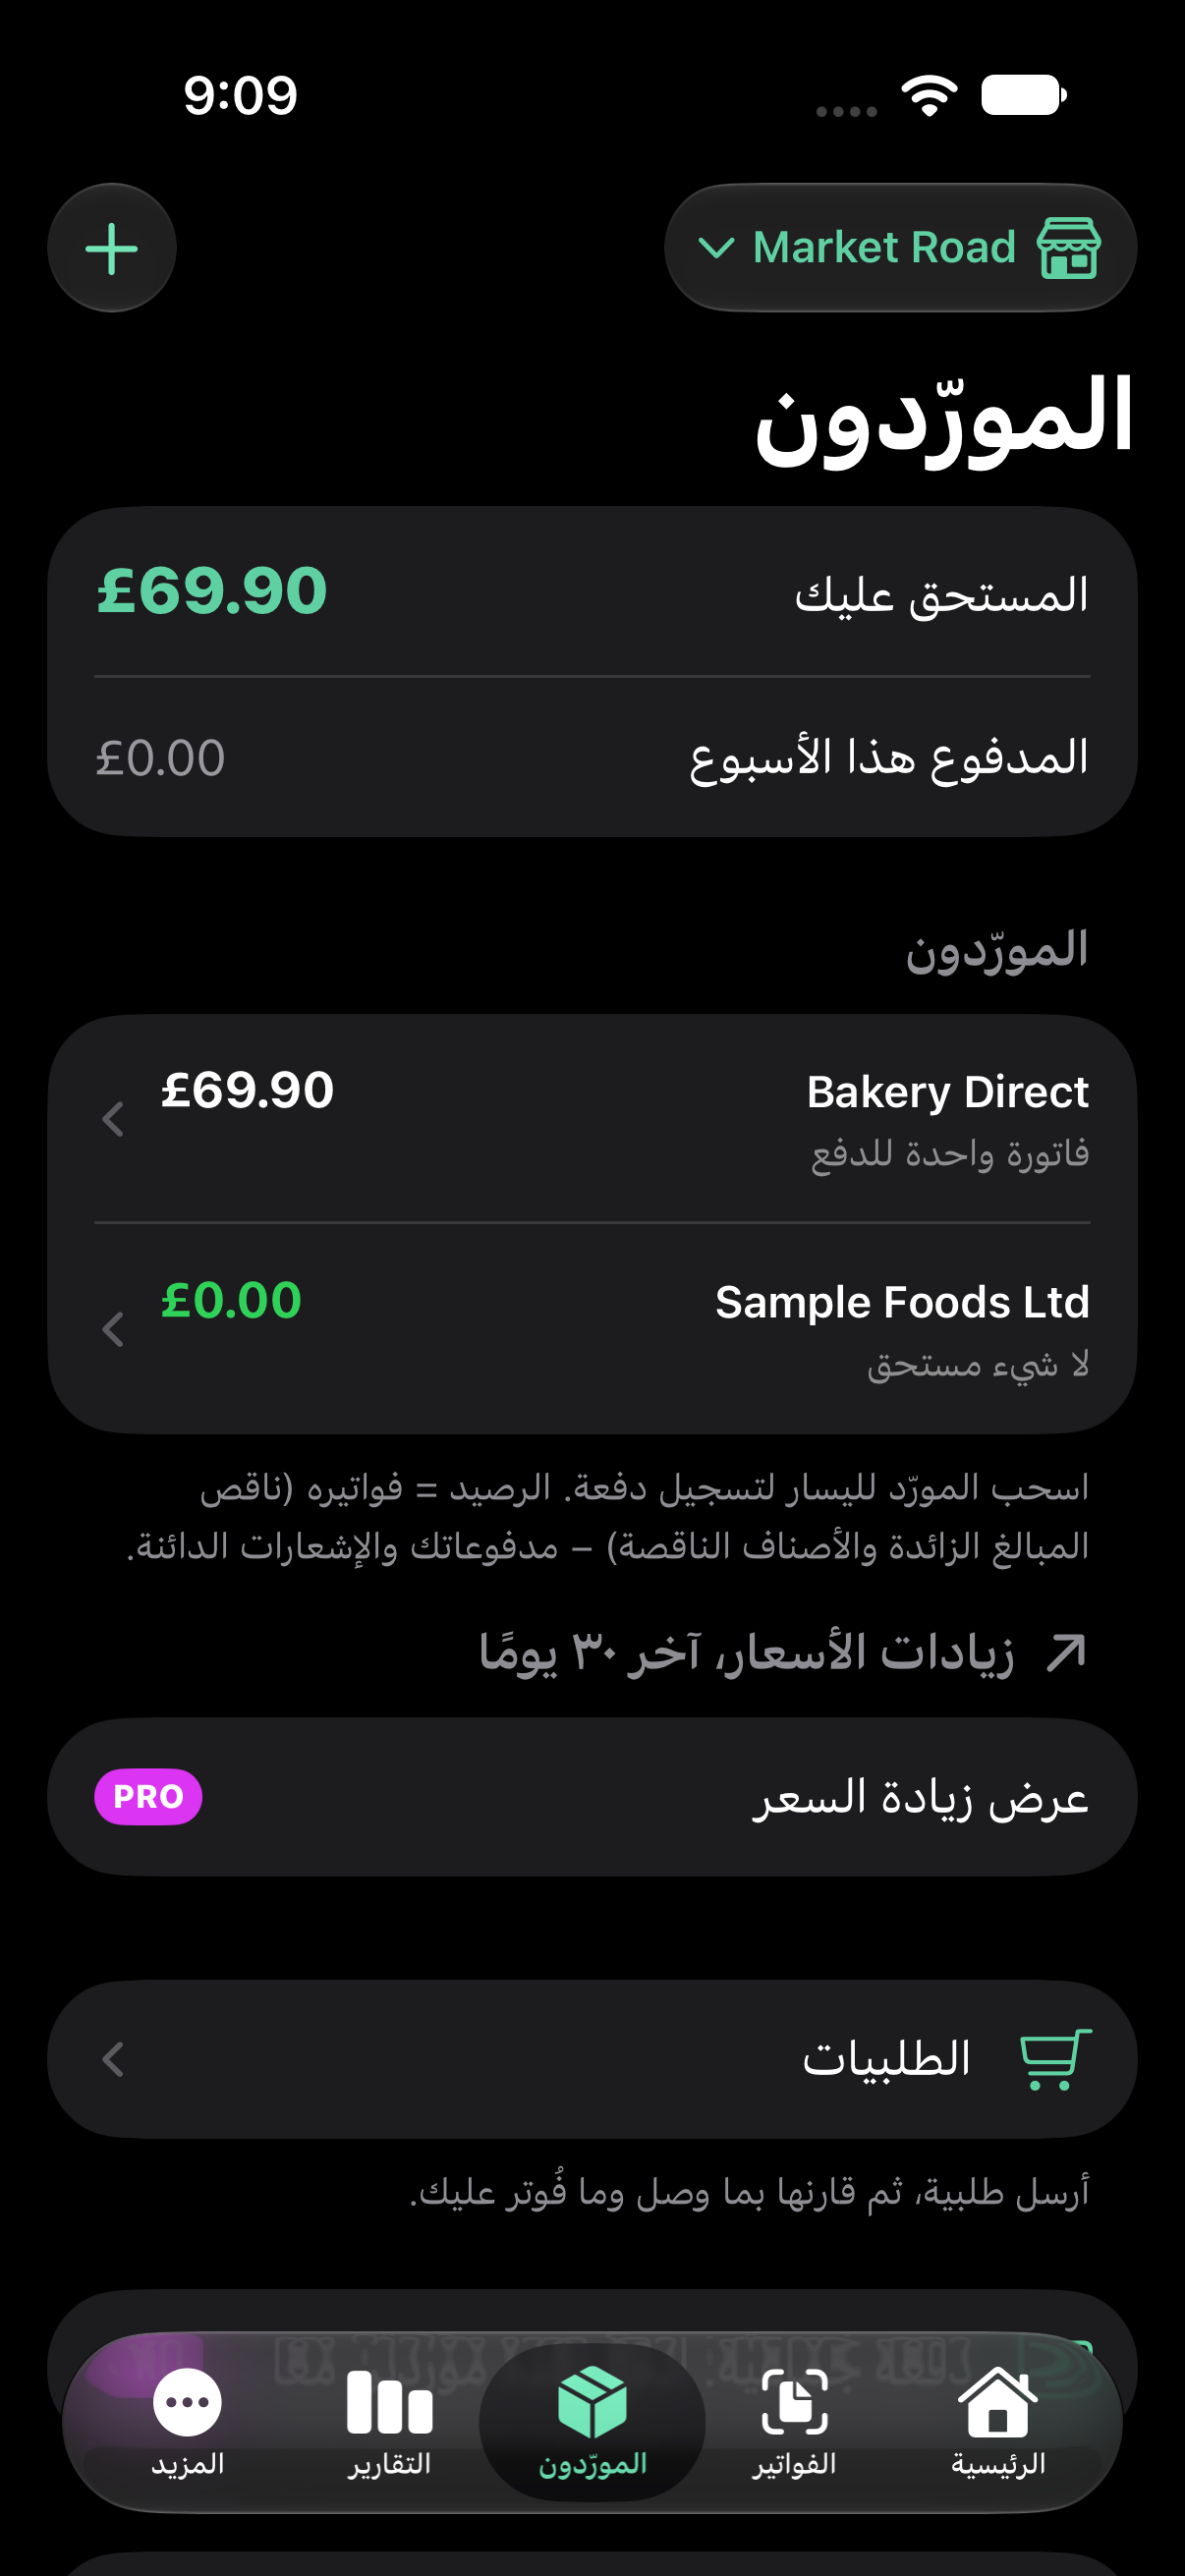 9:09
Market Road
المورّدون
المستحق عليك
£69.90
المدفوع هذا الأسبوع
£0.00
المورّدون
Bakery Direct
£69.90
فاتورة واحدة للدفع
Sample Foods Ltd
£0.00
لا شيء مستحق
اسحب المورّد لليسار لتسجيل دفعة. الرصيد = فواتيره (ناقص
المبالغ الزائدة والأصناف الناقصة) – مدفوعاتك والإشعارات الدائنة.
زيادات الأسعار، آخر ٣٠ يومًا
عرض زيادة السعر
PRO
الطلبيات
أرسل طلبية، ثم قارنها بما وصل وما فُوتر عليك.
الرئيسية
الفواتير
المورّدون
التقارير
المزيد